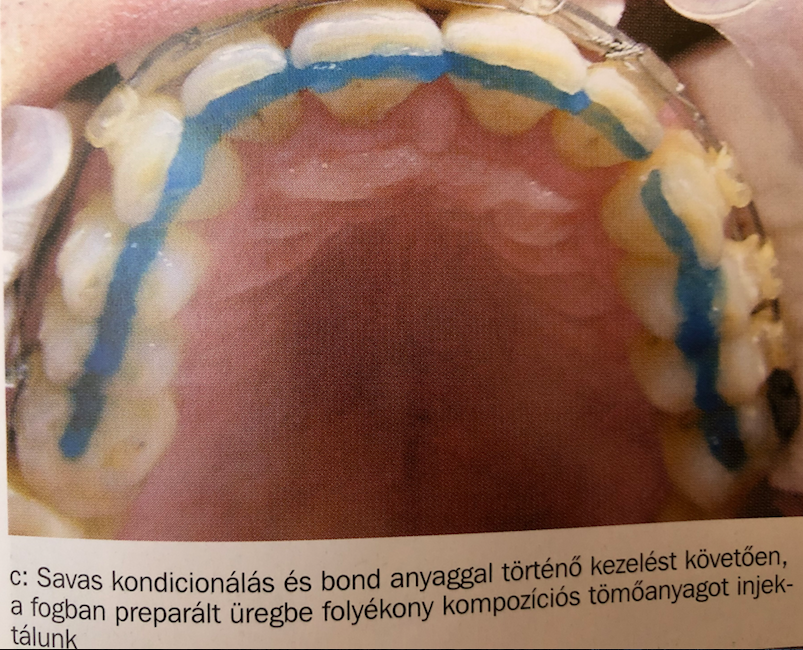 c: Savas kondicionálás és bond anyaggal történő kezelést követően,
a fogban preparált üregbe folyékony kompozíciós tömőanyagot injek-
tálunk